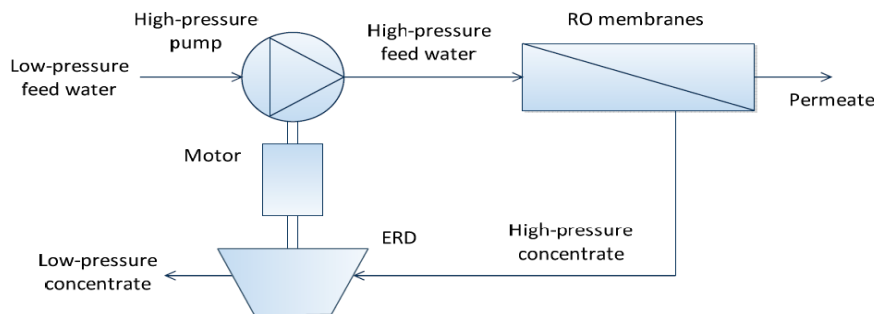 High-pressure
pump
Low-pressure
feed water
High-pressure
feed water
RO membranes
Permeate
Motor
ERD
High-pressure
concentrate
Low-pressure
concentrate